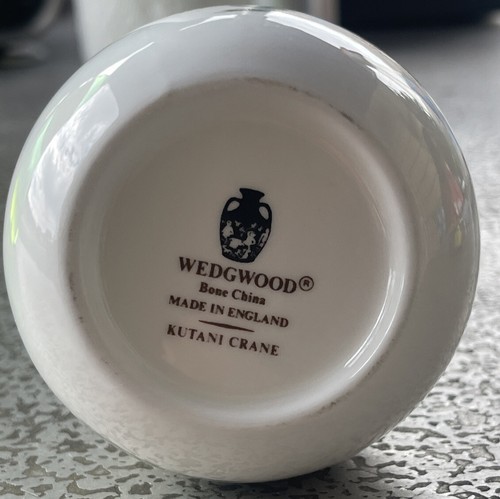 WEDGWOOD®
Bone China
MADE IN ENGLAND
KUTANI CRANE